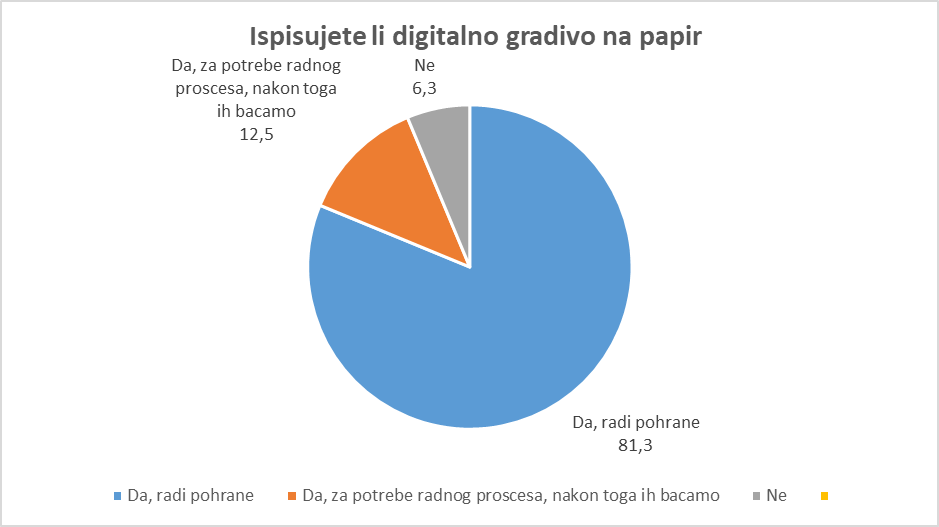 Ispisujete li digitalno gradivo na papir
Da, za potrebe radnog
proscesa, nakon toga
ih bacamo
12,5
Ne
6,3
Da, radi pohrane
81,3
Da, radi pohrane
Da, za potrebe radnog proscesa, nakon toga ih bacamo
Ne